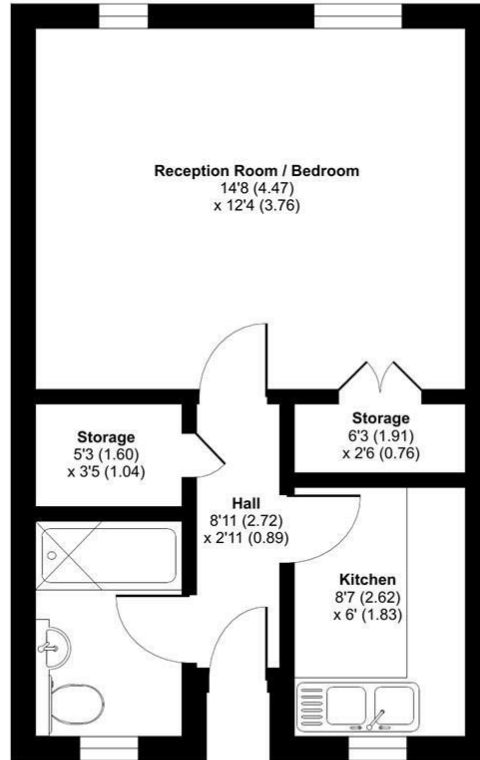 Reception Room / Bedroom
14'8 (4.47)
x 12'4 (3.76)
Storage
5'3 (1.60)
x 3'5 (1.04)
Storage
6'3 (1.91)
x 2'6 (0.76)
Hall
8'11 (2.72)
x 2'11 (0.89)
Kitchen
8'7 (2.62)
x 6' (1.83)